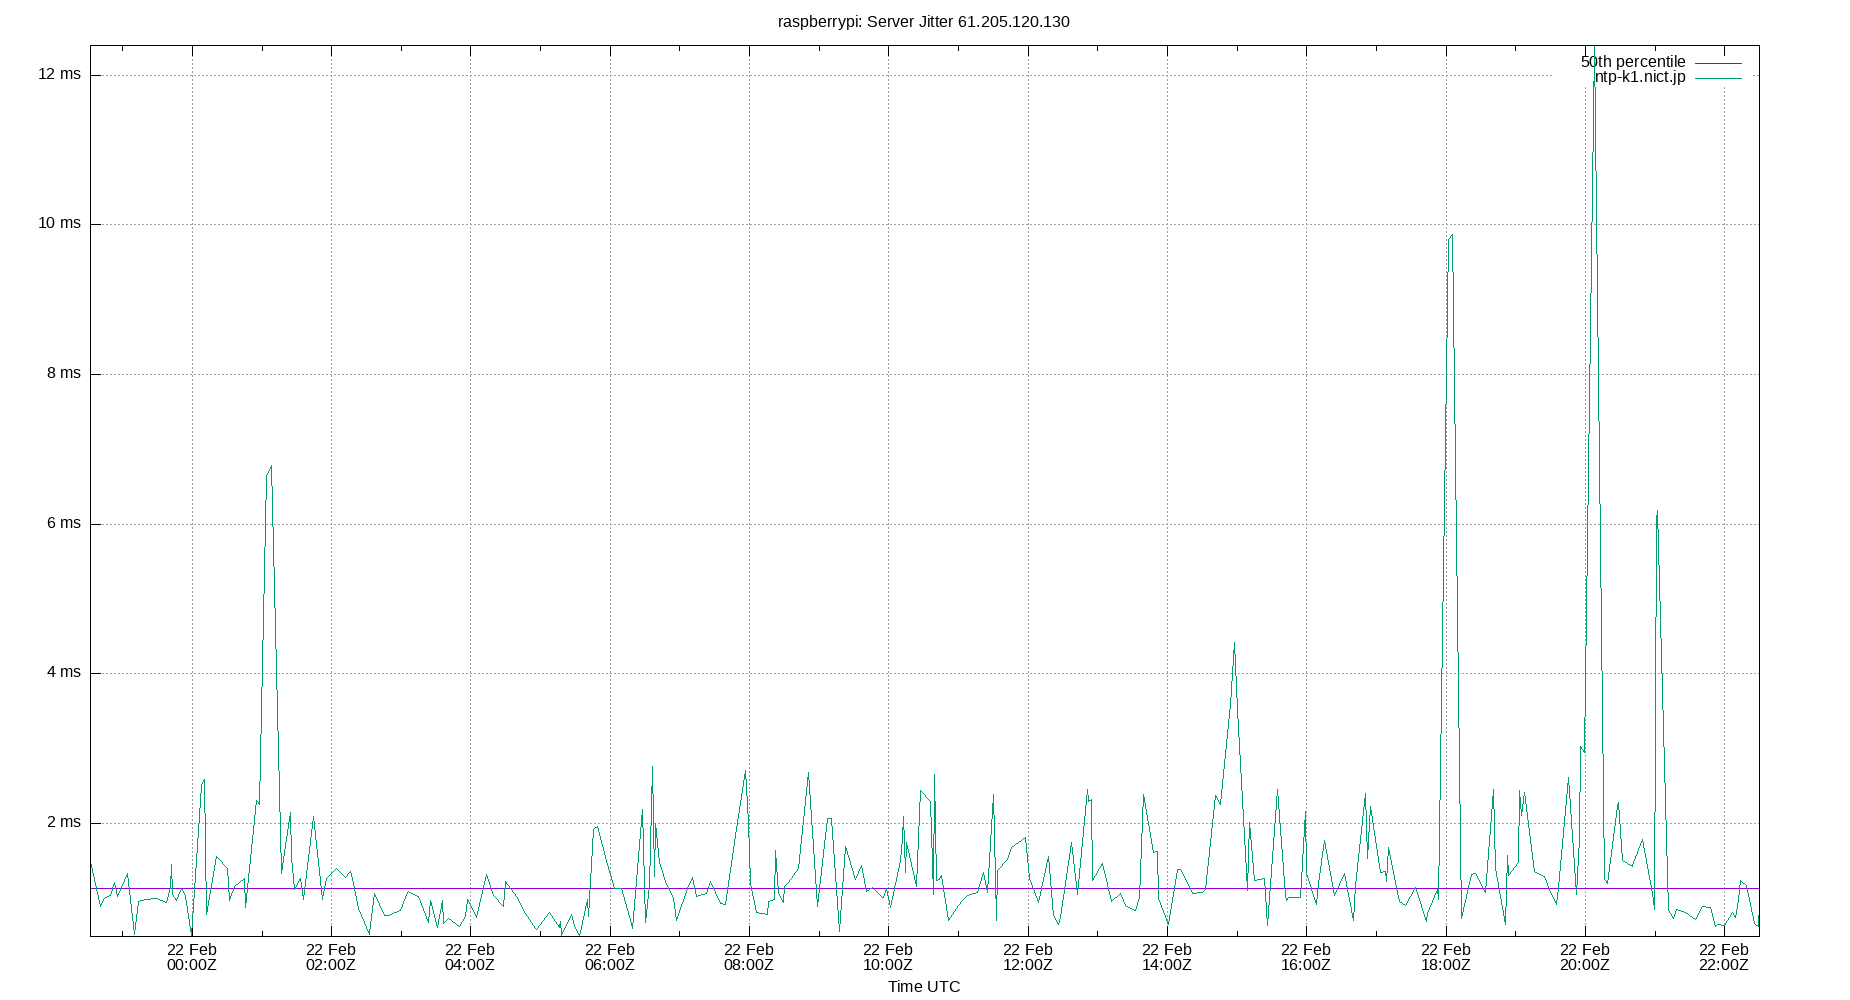 raspberrypi: Server Jitter 61.205.120.130
50th percentile
ntp-k1.nict.jp
12 ms
10 ms
8 ms
6 ms
4 ms
2 ms
22 Feb 22 Feb 22 Feb 22 Feb 22 Feb 22 Feb 22 Feb 22 Feb 22 Feb 22 Feb 22 Feb 22 Feb
00:00Z 02:00Z 04:00Z 06:00Z 08:00Z 10:00Z 12:00Z 14:00Z 16:00Z 18:00Z 20:00Z 22:00Z
Time UTC